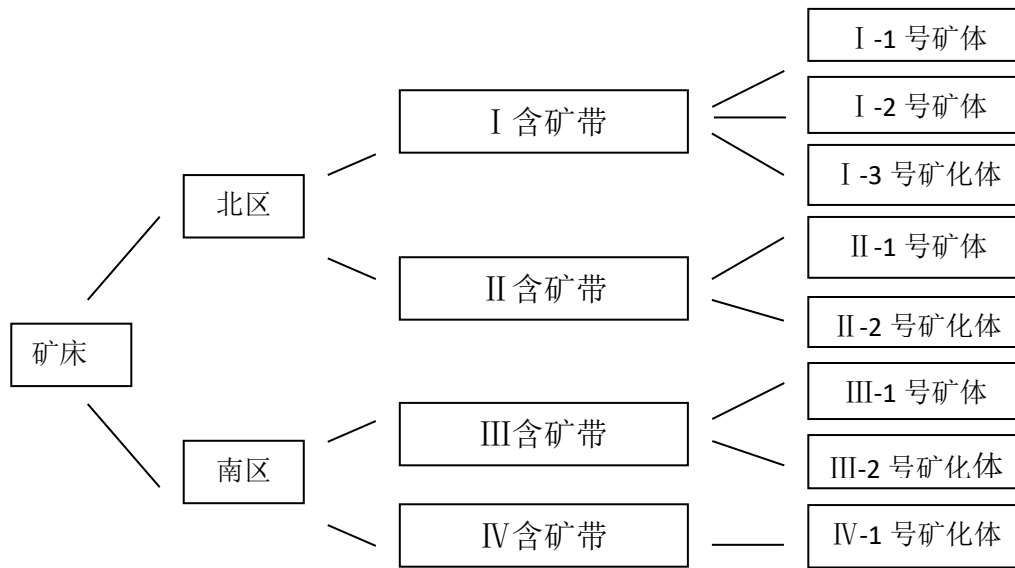 矿床
北区
南区
Ⅰ含矿带
Ⅱ含矿带
Ⅲ含矿带
Ⅳ含矿带
Ⅰ-1 号矿体
Ⅰ-2 号矿体
Ⅰ-3 号矿化体
Ⅱ-1 号矿体
Ⅱ-2 号矿化体
Ⅲ-1 号矿体
Ⅲ-2 号矿化体
Ⅳ-1 号矿化体